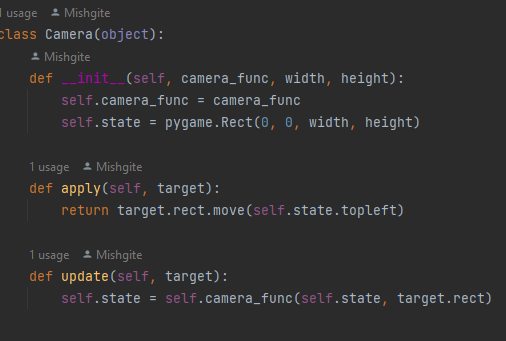 1 usage Mishgite
class Camera(object):
Mishgite
def __init__(self, camera_func, width, height):
self.camera_func = camera_func
self.state = pygame.Rect(0, 0, width, height)
1 usage Mishgite
def apply(self, target):
return target.rect.move(self.state.topleft)
1 usage Mishgite
def update(self, target):
self.state = self.camera_func(self.state, target.rect)